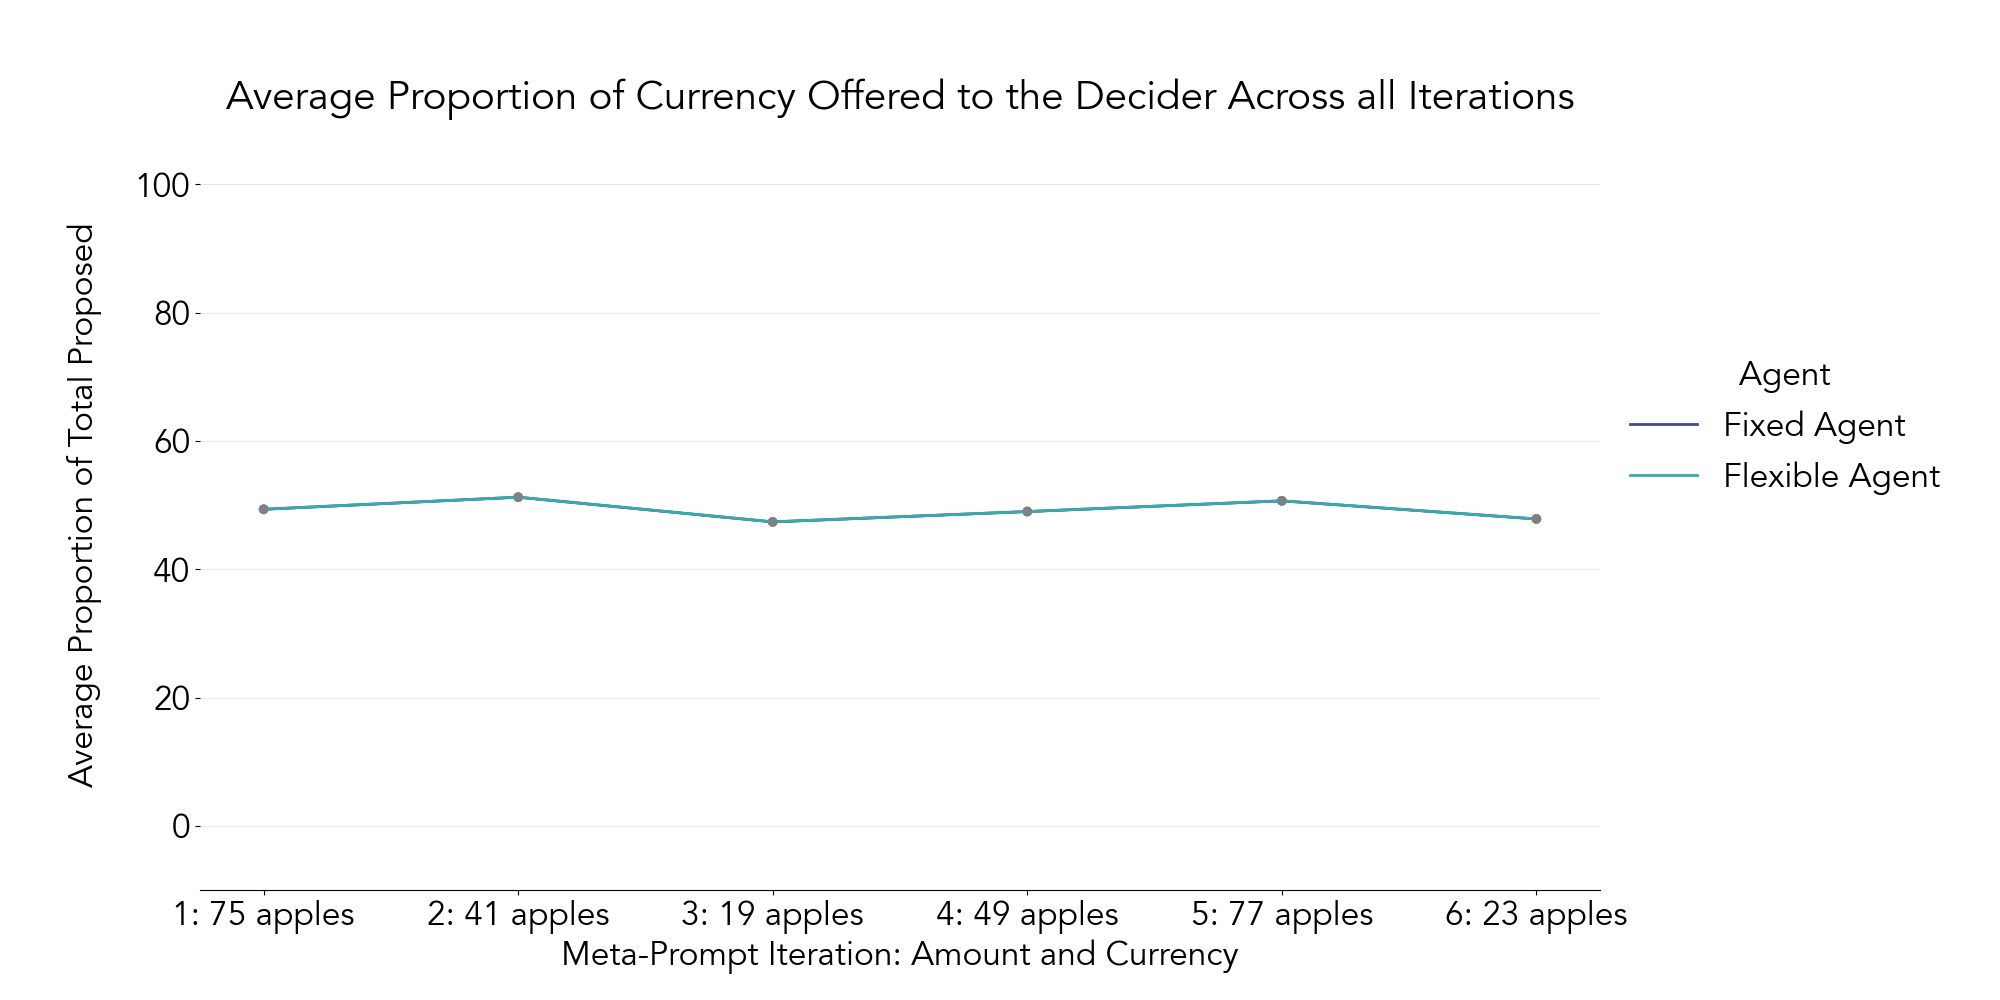 Average Proportion of Currency Offered to the Decider Across all Iterations
Average Proportion of Total Proposed
100
80
60
40
20
0
1: 75 apples
2: 41 apples
3: 19 apples
4: 49 apples
5: 77 apples
6: 23 apples
Meta-Prompt Iteration: Amount and Currency
Agent
Fixed Agent
Flexible Agent